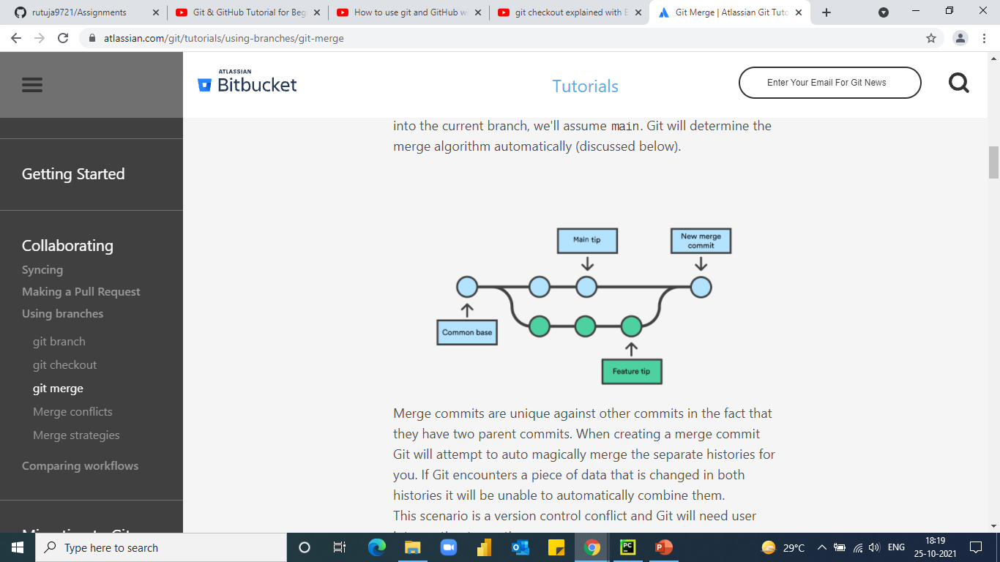 rutuja9721/Assignments
Git & GitHub Tutorial for Beg
How to use git and GitHub w
git checkout explained with E
Git Merge | Atlassian Git Tuto
atlassian.com/git/tutorials/using-branches/git-merge
ATLASSIAN
Bitbucket
Tutorials
Enter Your Email For Git News
Getting Started
Collaborating
Syncing
Making a Pull Request
Using branches
git branch
git checkout
git merge
Merge conflicts
Merge strategies
Comparing workflows
into the current branch, we'll assume main. Git will determine the
merge algorithm automatically (discussed below).
Main tip
New merge
commit
Common base
Feature tip
Merge commits are unique against other commits in the fact that
they have two parent commits. When creating a merge commit
Git will attempt to auto magically merge the separate histories for
you. If Git encounters a piece of data that is changed in both
histories it will be unable to automatically combine them.
This scenario is a version control conflict and Git will need user
Type here to search
PC
P
29°C
ENG
18:19
25-10-2021